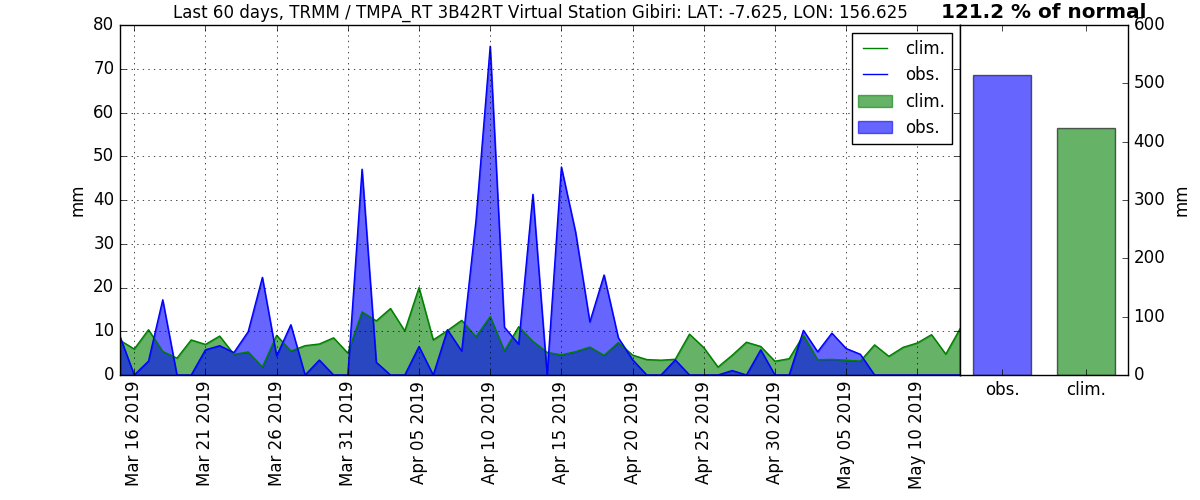 Last 60 days, TRMM / TMPA_RT 3B42RT Virtual Station Gibiri: LAT: -7.625, LON: 156.625
121.2 % of normal
80
70
60
50
40
30
20
10
0
mm
clim.
obs.
clim.
obs.
Mar 16 2019
Mar 21 2019
Mar 26 2019
Mar 31 2019
Apr 05 2019
Apr 10 2019
Apr 15 2019
Apr 20 2019
Apr 25 2019
Apr 30 2019
May 05 2019
May 10 2019
600
500
400
300
200
100
0
mm
obs.
clim.